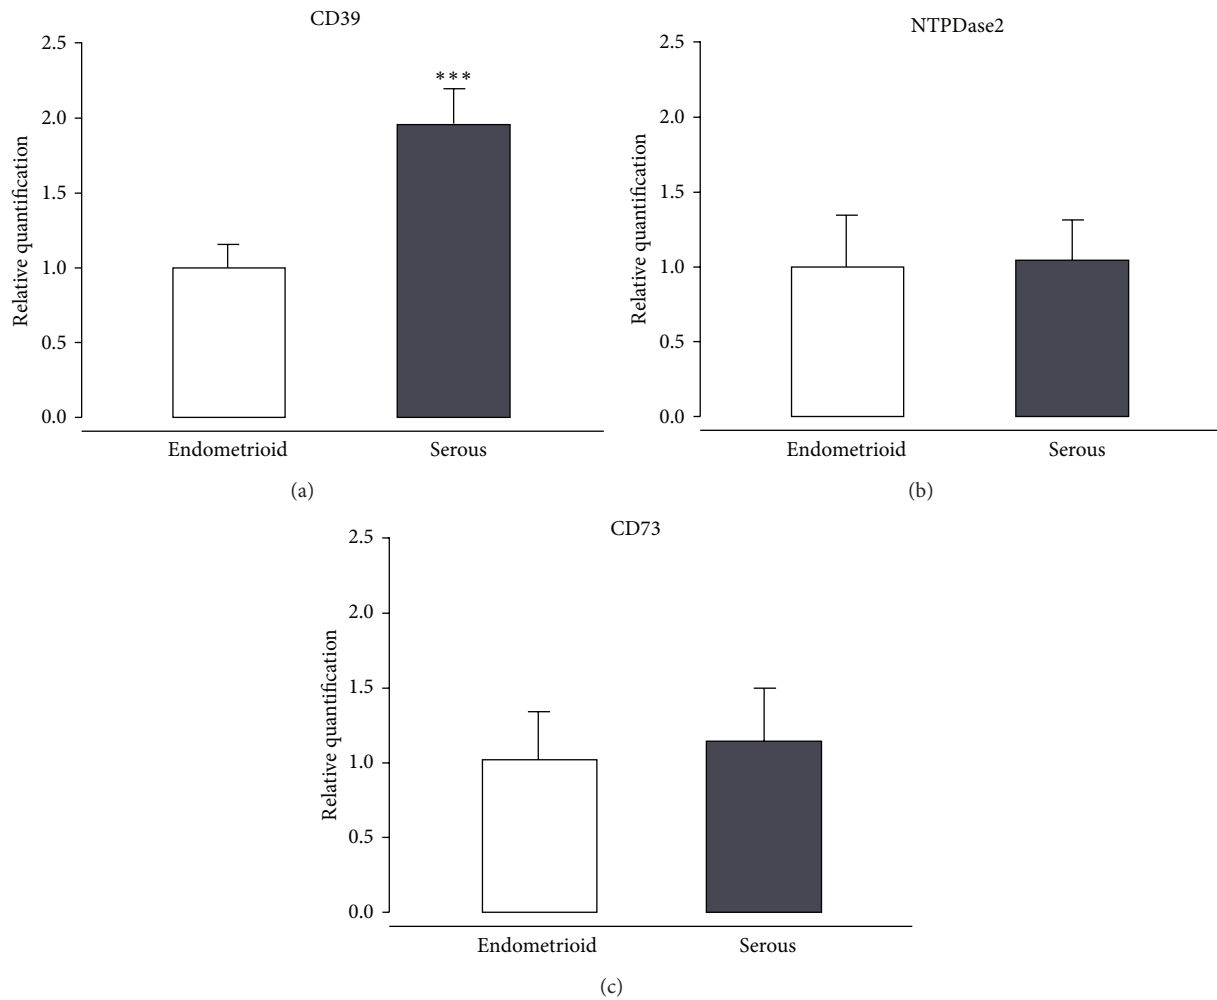 CD39
2.5
2.0
1.5
1.0
0.5
0.0
Relative quantification
***
Endometrioid Serous
(a)
NTPDase2
2.5
2.0
1.5
1.0
0.5
0.0
Relative quantification
Endometrioid Serous
(b)
CD73
2.5
2.0
1.5
1.0
0.5
0.0
Relative quantification
Endometrioid Serous
(c)